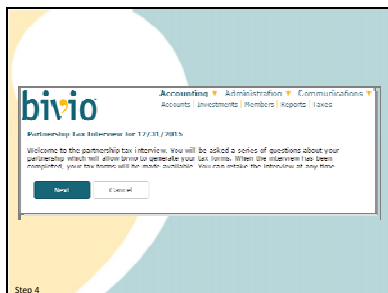 bivio
Accounting Administration Communications
Accounts | Investments | Members | Reports | Taxes
Partnership Tax Interview for 12/31/2015
Welcome to the partnership tax interview. You will be asked a series of questions about your
partnership which will allow bivio to generate your tax forms. When the interview has been
completed, your tax forms will be made available. You can retake the interview at any time.
Next Cancel
Step 4